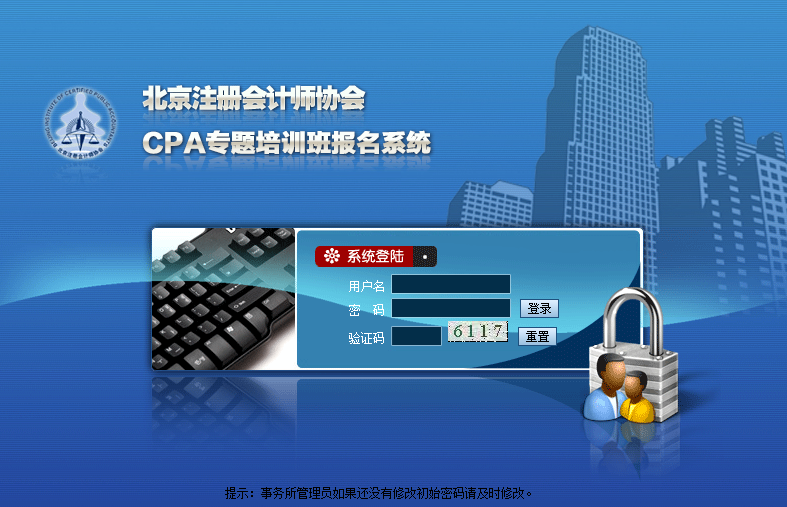 北京注册会计师协会
CPA专题培训班报名系统
系统登陆
用户名
密 码
登录
验证码
6117
重置
提示：事务所管理员如果还没有修改初始密码请及时修改。